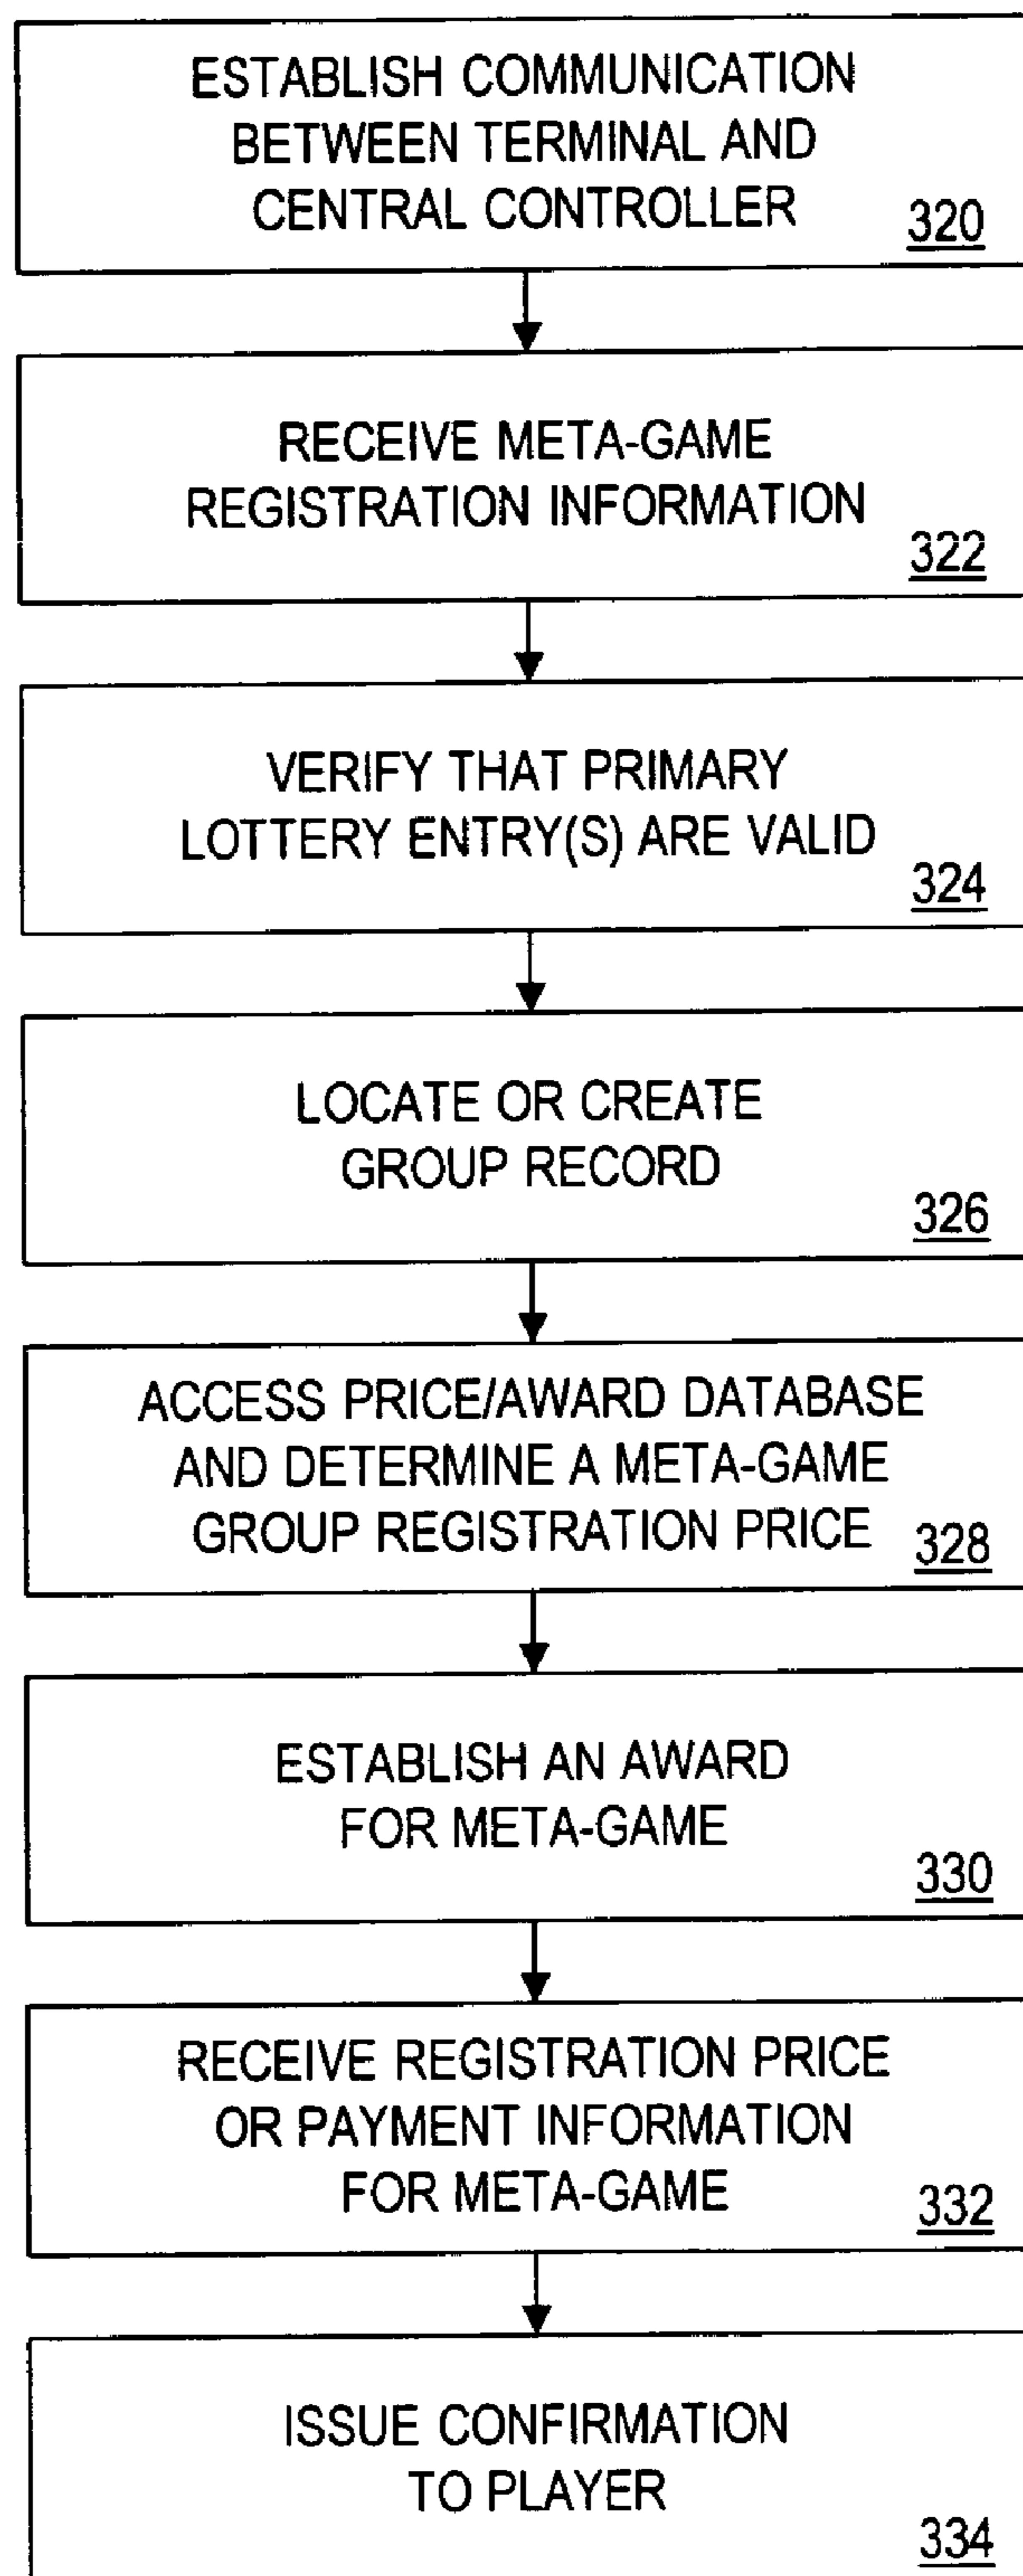 ESTABLISH COMMUNICATION
BETWEEN TERMINAL AND
CENTRAL CONTROLLER
320
RECEIVE META-GAME
REGISTRATION INFORMATION
322
VERIFY THAT PRIMARY
LOTTERY ENTRY(S) ARE VALID
324
LOCATE OR CREATE
GROUP RECORD
326
ACCESS PRICE/AWARD DATABASE
AND DETERMINE A META-GAME
GROUP REGISTRATION PRICE
328
ESTABLISH AN AWARD
FOR META-GAME
330
RECEIVE REGISTRATION PRICE
OR PAYMENT INFORMATION
FOR META-GAME
332
ISSUE CONFIRMATION
TO PLAYER
334